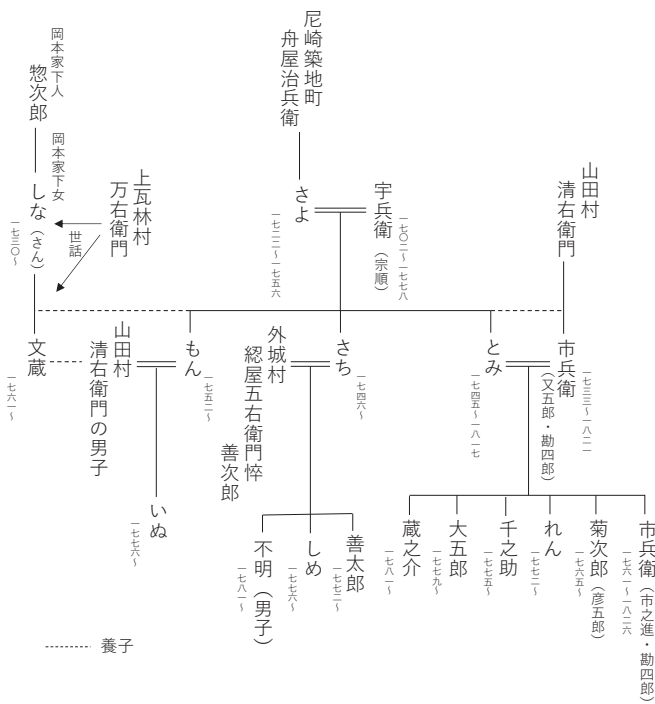 山田村
清右衛門
宇兵衛(宗順)
一七〇二〜一七七八
さよ
一七二二〜一七五六
尼崎築地町
舟屋治兵衛
上瓦林村
万右衛門
世話
岡本家下人
惣次郎
岡本家下女
しな(さん)
一七三〇〜
市兵衛
(又五郎・勘四郎)
一七三三〜一八二一
とみ
一七四五〜一八一七
さち
一七四六〜
外城村
綛屋五右衛門悴
善次郎
もん
一七五二〜
山田村
清右衛門の男子
文蔵
一七六一〜
市兵衛(市之進・勘四郎)
一七六一〜一八二六
菊次郎(彦五郎)
一七六五〜
れん
一七七二〜
千之助
一七七五〜
大五郎
一七七九〜
蔵之介
一七八一〜
善太郎
一七七二〜
しめ
一七七六〜
不明(男子)
一七八一〜
いぬ
一七七六〜
養子